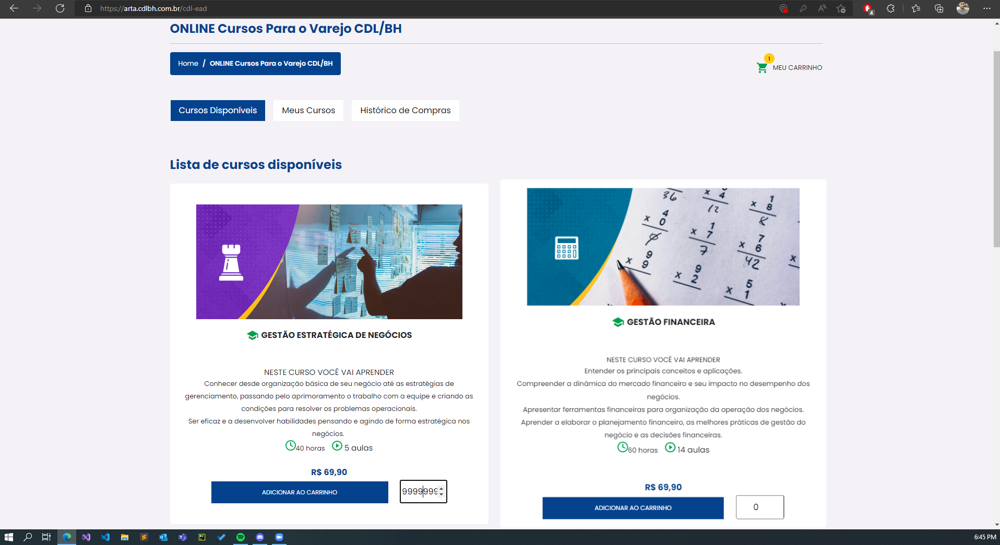 https://arta.cdlbh.com.br/cdl-ead
4
ONLINE Cursos Para o Varejo CDL/BH
Home / ONLINE Cursos Para o Varejo CDL/BH
1
MEU CARRINHO
Cursos Disponíveis
Meus Cursos
Histórico de Compras
Lista de cursos disponíveis
GESTÃO ESTRATÉGICA DE NEGÓCIOS
NESTE CURSO VOCÊ VAI APRENDER
Conhecer desde organização básica de seu negócio até as estratégias de
gerenciamento, passando pelo aprimoramento o trabalho com a equipe e criando as
condições para resolver os problemas operacionais.
Ser eficaz e a desenvolver habilidades pensando e agindo de forma estratégica nos
negócios.
40 horas 5 aulas
R$ 69,90
ADICIONAR AO CARRINHO
9999999
36
x 4
12
1
x 8
8
4
x 0
1
x 7
7
7
x 6
42
9
x 9
9
x 2
5
x 1
x
GESTÃO FINANCEIRA
NESTE CURSO VOCÊ VAI APRENDER
Entender os principais conceitos e aplicações.
Compreender a dinâmica do mercado financeiro e seu impacto no desempenho dos
negócios.
Apresentar ferramentas financeiras para organização da operação dos negócios.
Aprender a elaborar o planejamento financeiro, as melhores práticas de gestão do
negócio e as decisões financeiras.
60 horas 14 aulas
R$ 69,90
ADICIONAR AO CARRINHO
0
6:45 PM